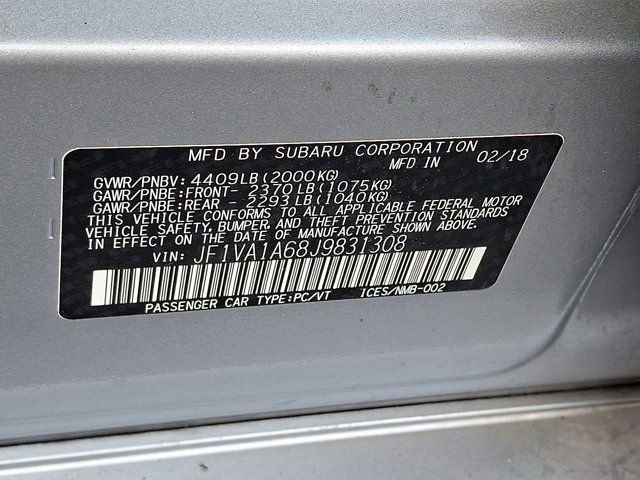 MFD BY SUBARU CORPORATION
MFD IN 02/18
GVWR/PNBV: 4409LB(2000KG)
GAWR/PNBE:FRONT- 2370LB(1075KG)
GAWR/PNBE:REAR - 2293LB(1040KG)
THIS VEHICLE CONFORMS TO ALL APPLICABLE FEDERAL MOTOR
VEHICLE SAFETY, BUMPER, AND THEFT PREVENTION STANDARDS
IN EFFECT ON THE DATE OF MANUFACTURE SHOWN ABOVE.
VIN: JF1VA1A68J9831308
PASSENGER CAR TYPE:PC/VT ICES/NMB-002